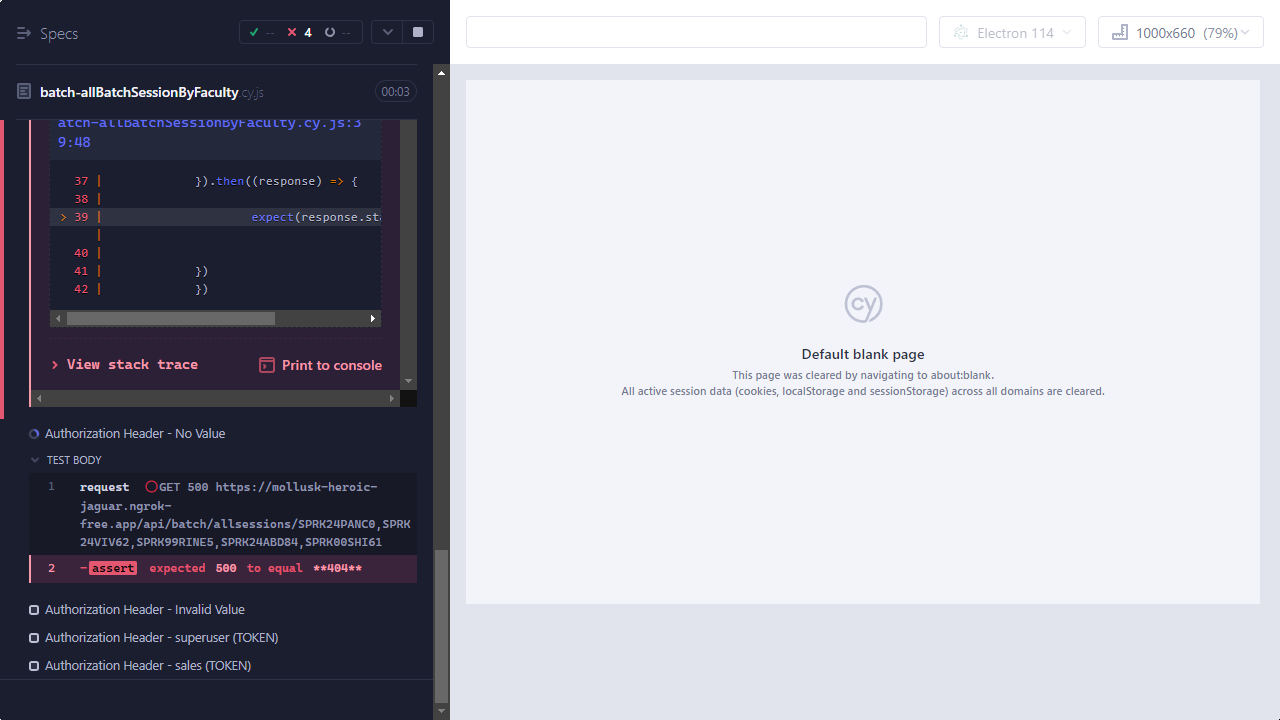 Specs
-- 4 --
Electron 114
1000x660 (79%)
batch-allBatchSessionByFaculty.cy.js
00:03
atch-allBatchSessionByFaculty.cy.js:3
9:48
37 | }).then((response) => {
38 |
> 39 | expect(response.sta
|
40 |
41 | })
42 | })
View stack trace
Print to console
Authorization Header - No Value
TEST BODY
1 request GET 500 https://mollusk-heroic-
jaguar.ngrok-
free.app/api/batch/allsessions/SPRK24PANC0,SPRK
24VIV62,SPRK99RINE5,SPRK24ABD84,SPRK00SHI61
2 -assert expected 500 to equal **404**
Authorization Header - Invalid Value
Authorization Header - superuser (TOKEN)
Authorization Header - sales (TOKEN)
cy
Default blank page
This page was cleared by navigating to about:blank.
All active session data (cookies, localStorage and sessionStorage) across all domains are cleared.